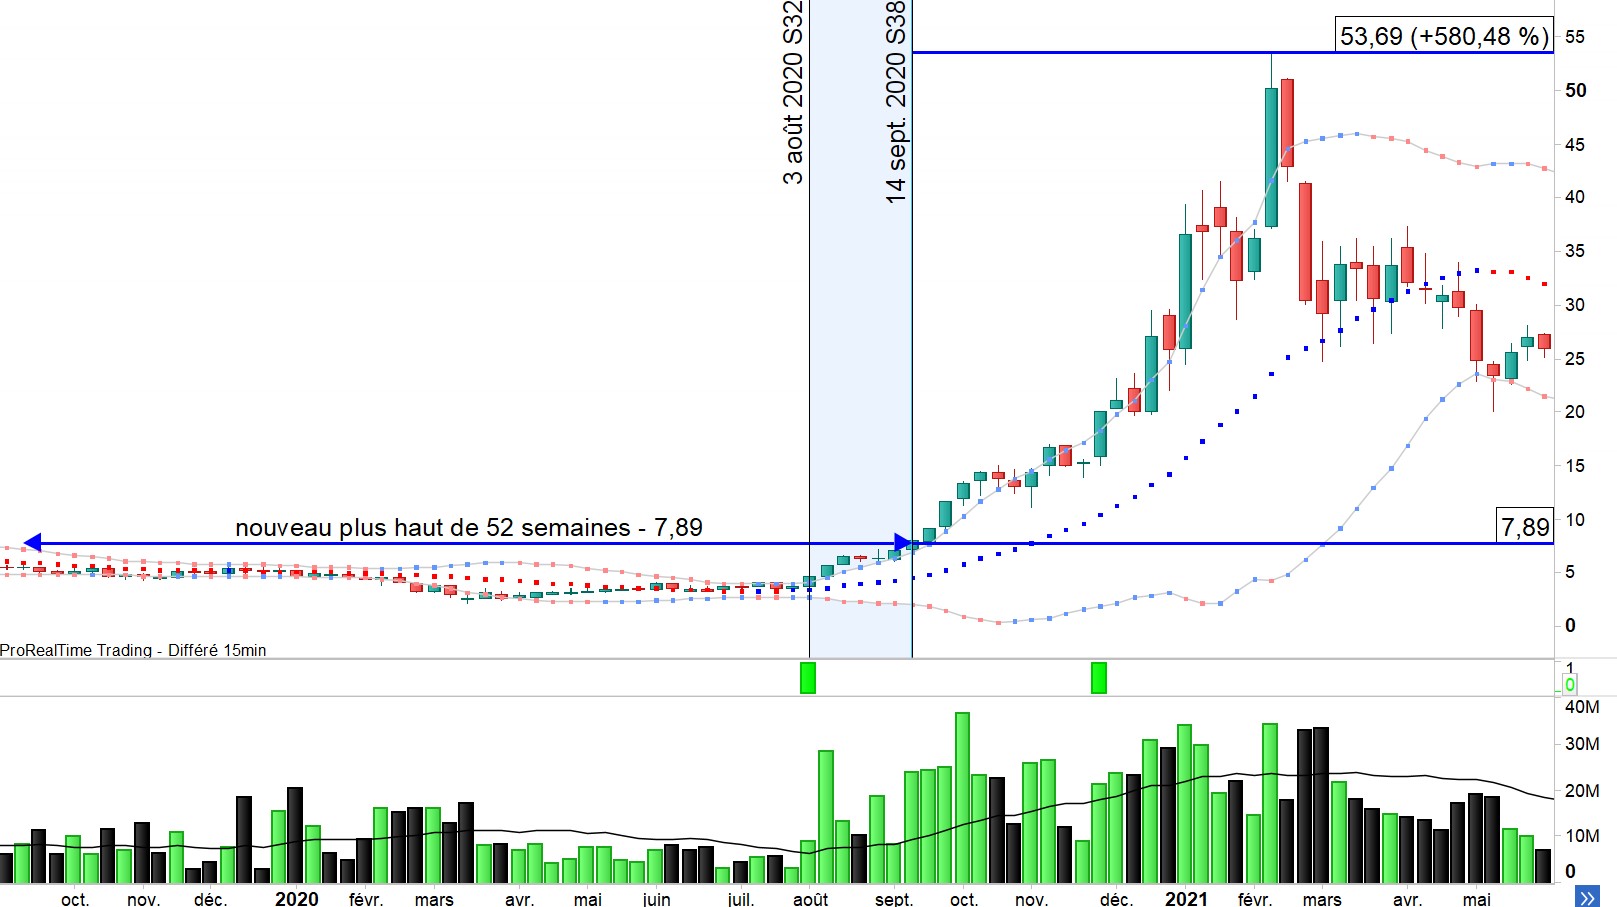 3 août 2020 S32
14 sept. 2020 S38
53,69 (+580,48 %)
55
50
45
40
35
30
25
20
15
10
5
0
nouveau plus haut de 52 semaines - 7,89
7,89
ProRealTime Trading - Différé 15min
1
0
40M
30M
20M
10M
0
oct. nov. déc. 2020 févr. mars avr. mai juin juil. août sept. oct. nov. déc. 2021 févr. mars avr. mai